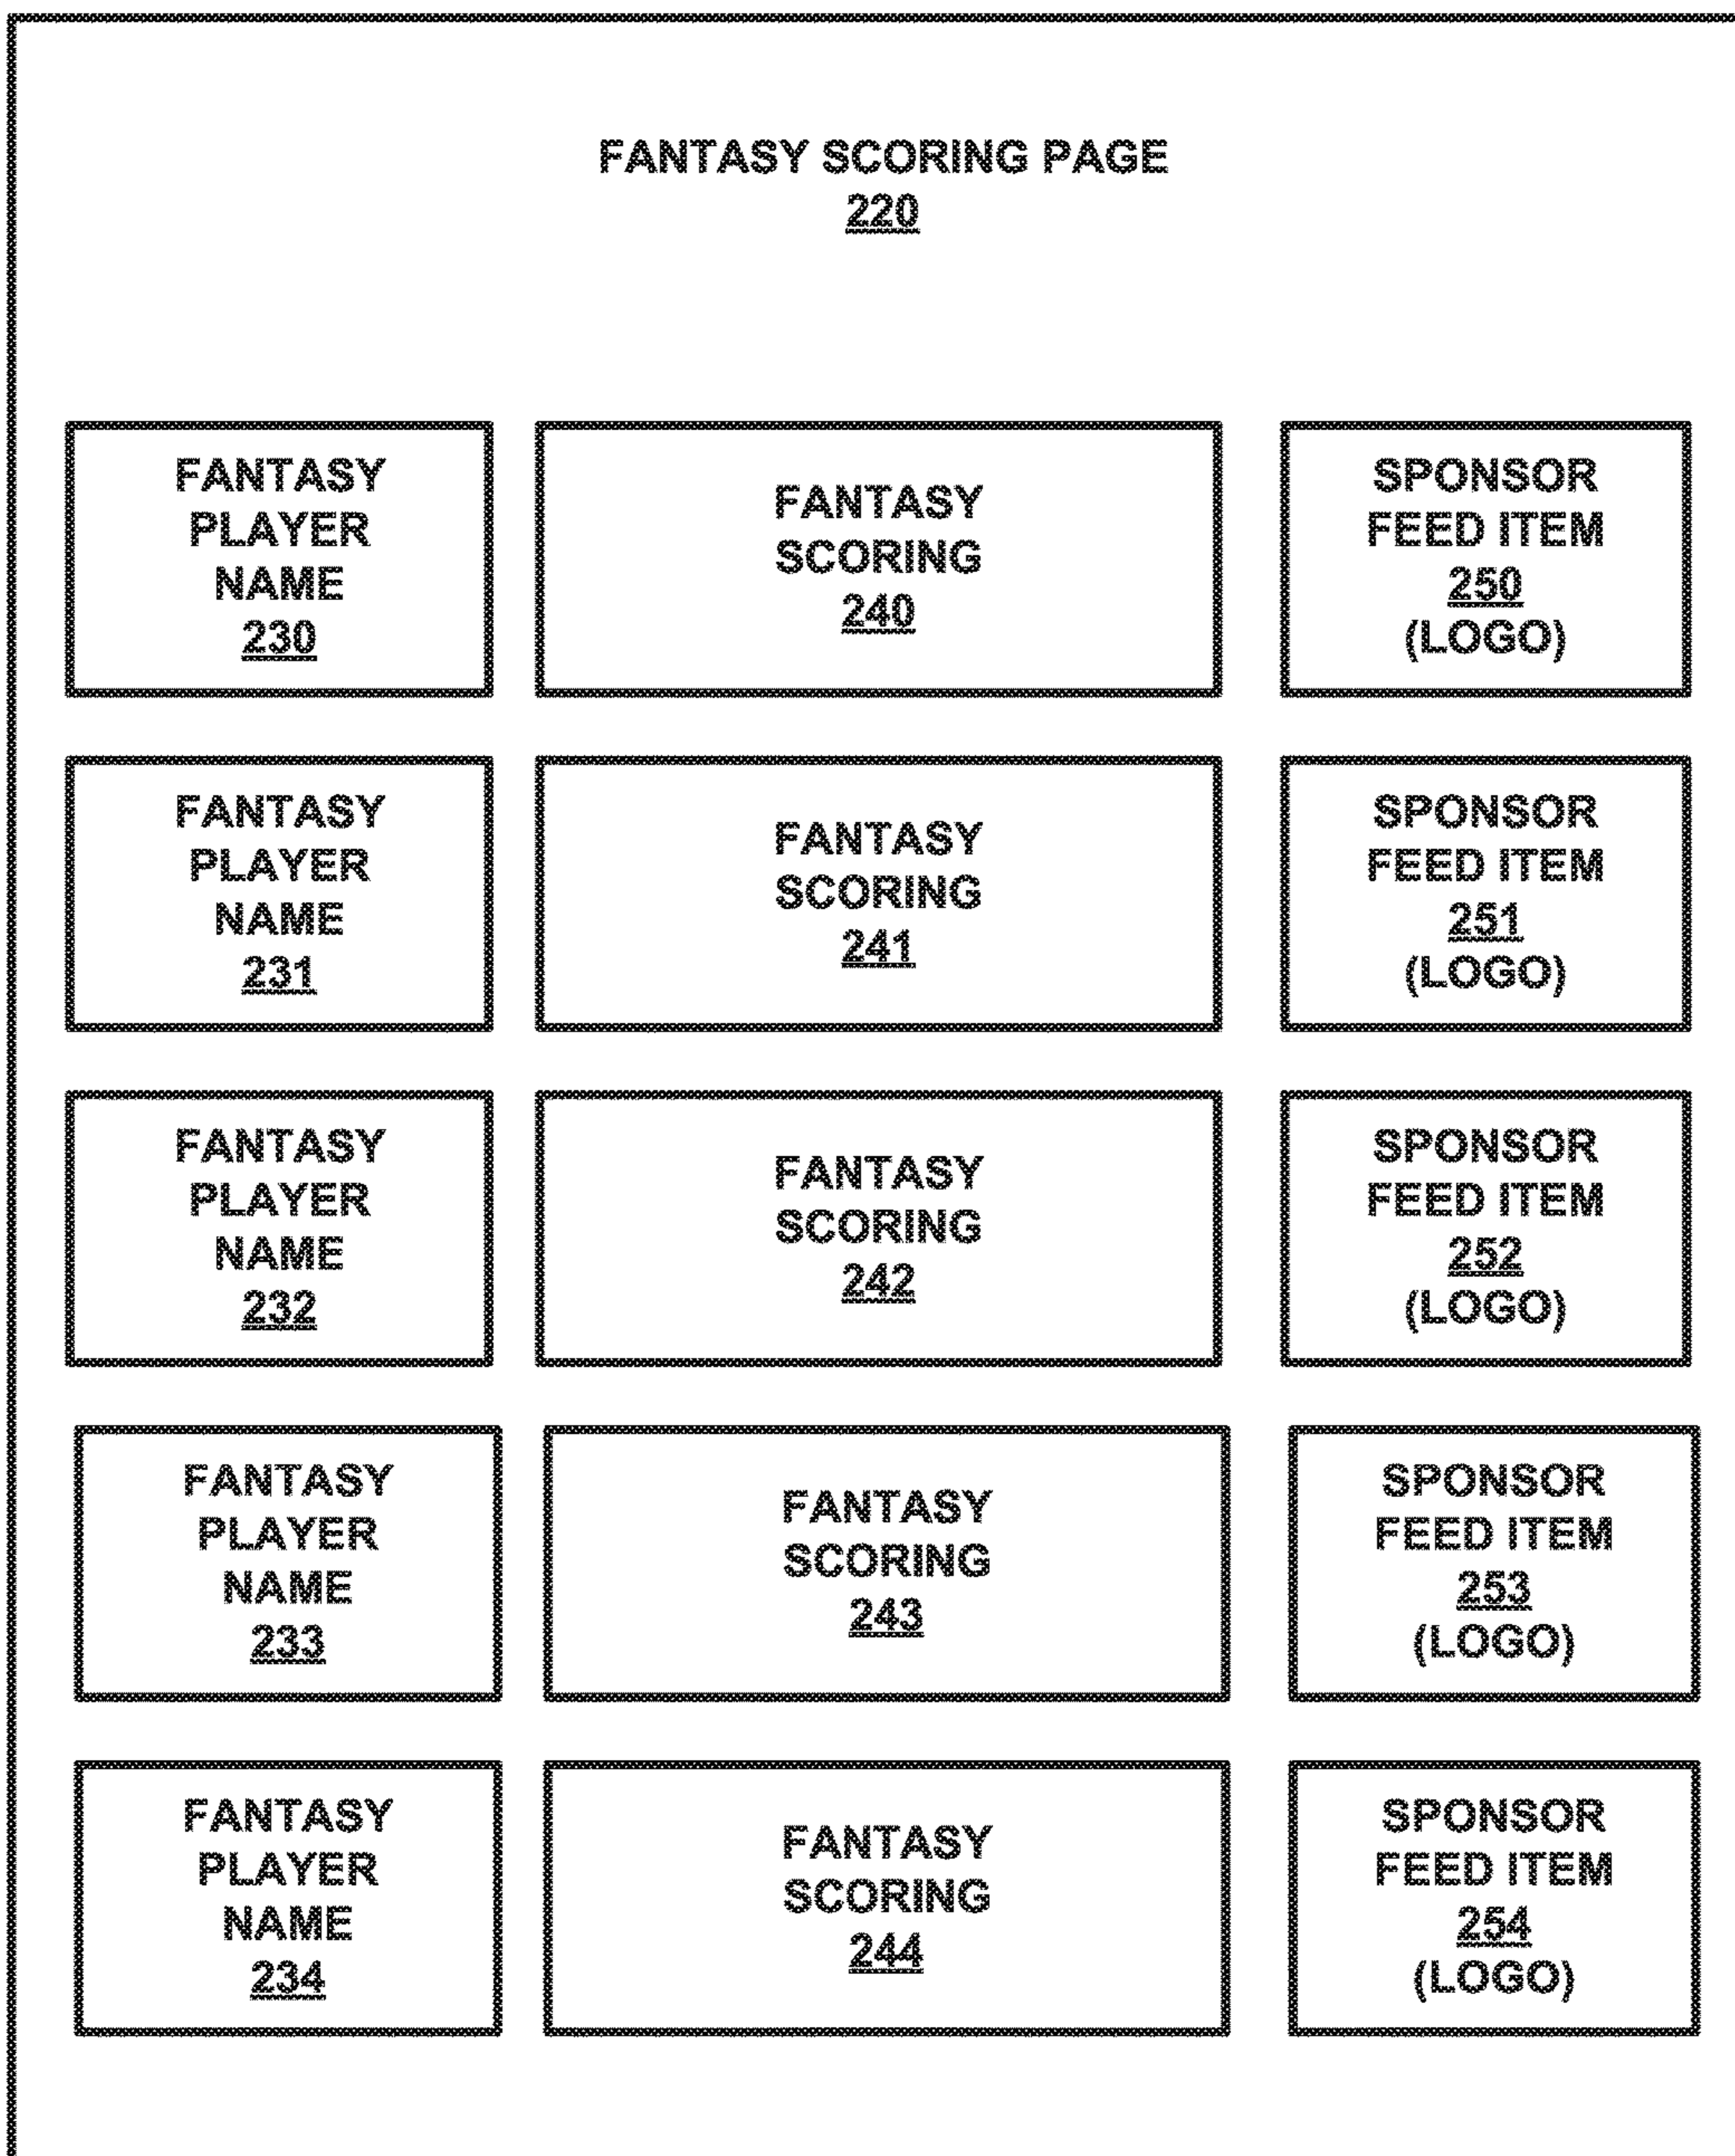 FANTASY SCORING PAGE
220
FANTASY
PLAYER
NAME
230
FANTASY
SCORING
240
SPONSOR
FEED ITEM
250
(LOGO)
FANTASY
PLAYER
NAME
231
FANTASY
SCORING
241
SPONSOR
FEED ITEM
251
(LOGO)
FANTASY
PLAYER
NAME
232
FANTASY
SCORING
242
SPONSOR
FEED ITEM
252
(LOGO)
FANTASY
PLAYER
NAME
233
FANTASY
SCORING
243
SPONSOR
FEED ITEM
253
(LOGO)
FANTASY
PLAYER
NAME
234
FANTASY
SCORING
244
SPONSOR
FEED ITEM
254
(LOGO)